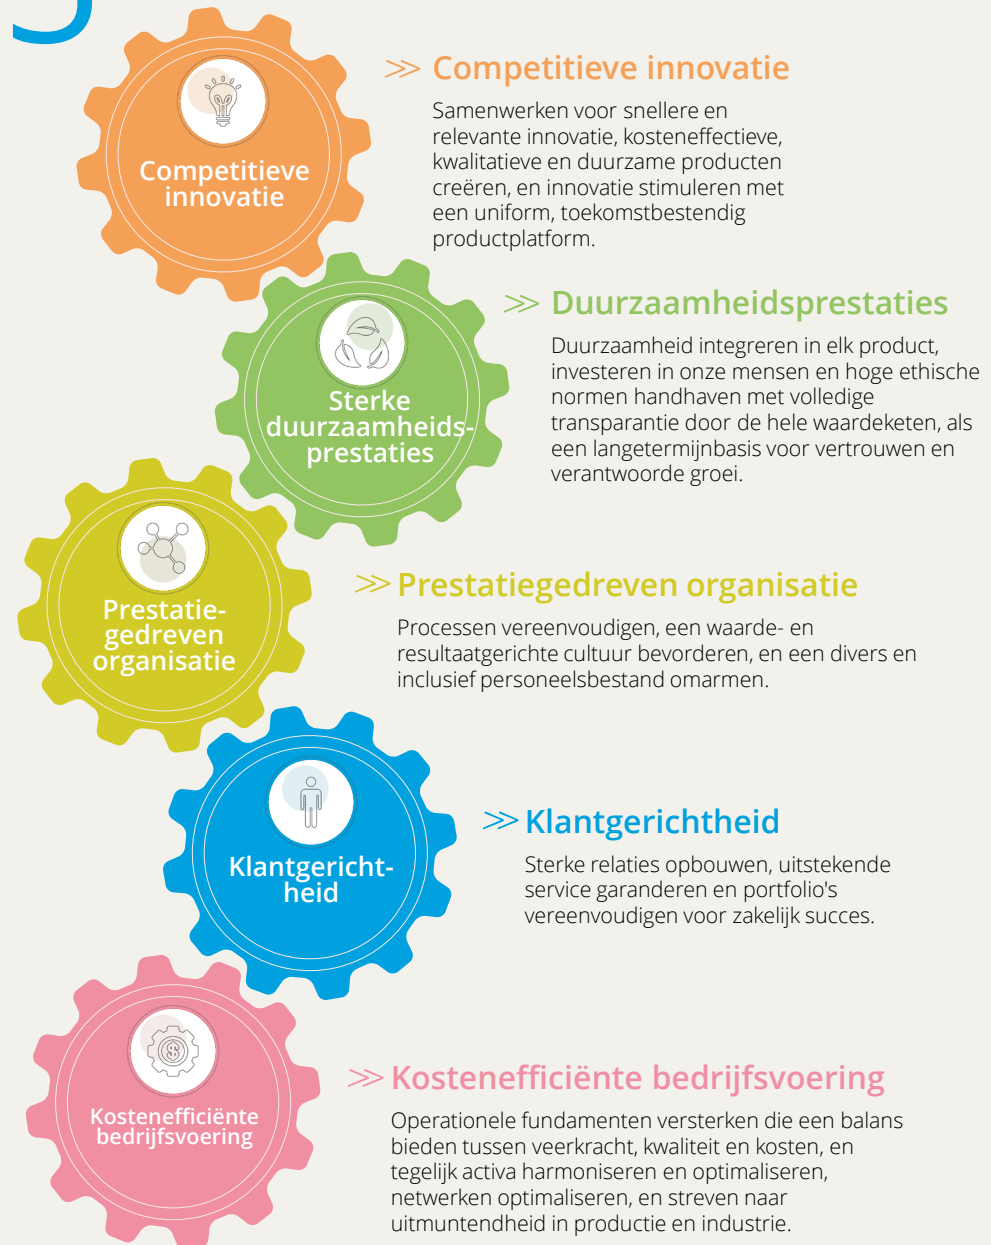 Competitieve
innovatie
>> Competitieve innovatie
Samenwerken voor snellere en
relevante innovatie, kosteneffectieve,
kwalitatieve en duurzame producten
creëren, en innovatie stimuleren met
een uniform, toekomstbestendig
productplatform.
Sterke
duurzaamheids-
prestaties
>> Duurzaamheidsprestaties
Duurzaamheid integreren in elk product,
investeren in onze mensen en hoge ethische
normen handhaven met volledige
transparantie door de hele waardeketen, als
een langetermijnbasis voor vertrouwen en
verantwoorde groei.
Prestatie-
gedreven
organisatie
>> Prestatiegedreven organisatie
Processen vereenvoudigen, een waarde- en
resultaatgerichte cultuur bevorderen, en een divers en
inclusief personeelsbestand omarmen.
Klantgericht-
heid
>> Klantgerichtheid
Sterke relaties opbouwen, uitstekende
service garanderen en portfolio's
vereenvoudigen voor zakelijk succes.
$
Kostenefficiënte
bedrijfsvoering
>> Kostenefficiënte bedrijfsvoering
Operationele fundamenten versterken die een balans
bieden tussen veerkracht, kwaliteit en kosten, en
tegelijk activa harmoniseren en optimaliseren,
netwerken optimaliseren, en streven naar
uitmuntendheid in productie en industrie.